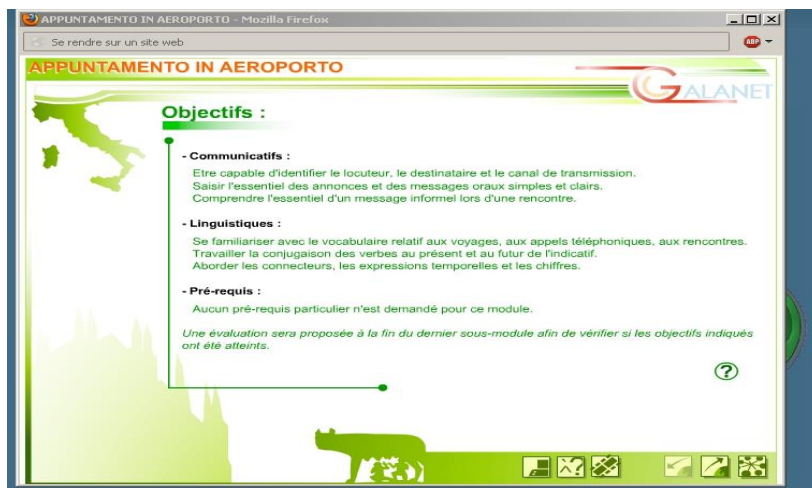 APPUNTAMENTO IN AEROPORTO - Mozilla Firefox
Se rendre sur un site web
ABP
APPUNTAMENTO IN AEROPORTO
GALANET
Objectifs :
- Communicatifs :
Etre capable d'identifier le locuteur, le destinataire et le canal de transmission.
Saisir l'essentiel des annonces et des messages oraux simples et clairs.
Comprendre l'essentiel d'un message informel lors d'une rencontre.
- Linguistiques :
Se familiariser avec le vocabulaire relatif aux voyages, aux appels téléphoniques, aux rencontres.
Travailler la conjugaison des verbes au présent et au futur de l'indicatif.
Aborder les connecteurs, les expressions temporelles et les chiffres.
- Pré-requis :
Aucun pré-requis particulier n'est demandé pour ce module.
Une évaluation sera proposée à la fin du dernier sous-module afin de vérifier si les objectifs indiqués
ont été atteints.
?